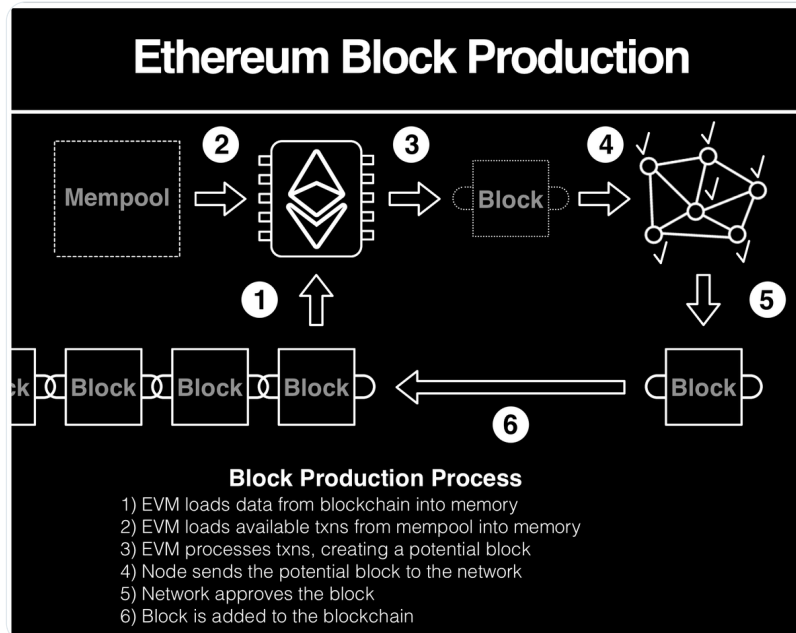 Ethereum Block Production
Mempool
2
3
Block
4
1
5
ck
Block
Block
Block
Block
6
Block Production Process
1) EVM loads data from blockchain into memory
2) EVM loads available txns from mempool into memory
3) EVM processes txns, creating a potential block
4) Node sends the potential block to the network
5) Network approves the block
6) Block is added to the blockchain